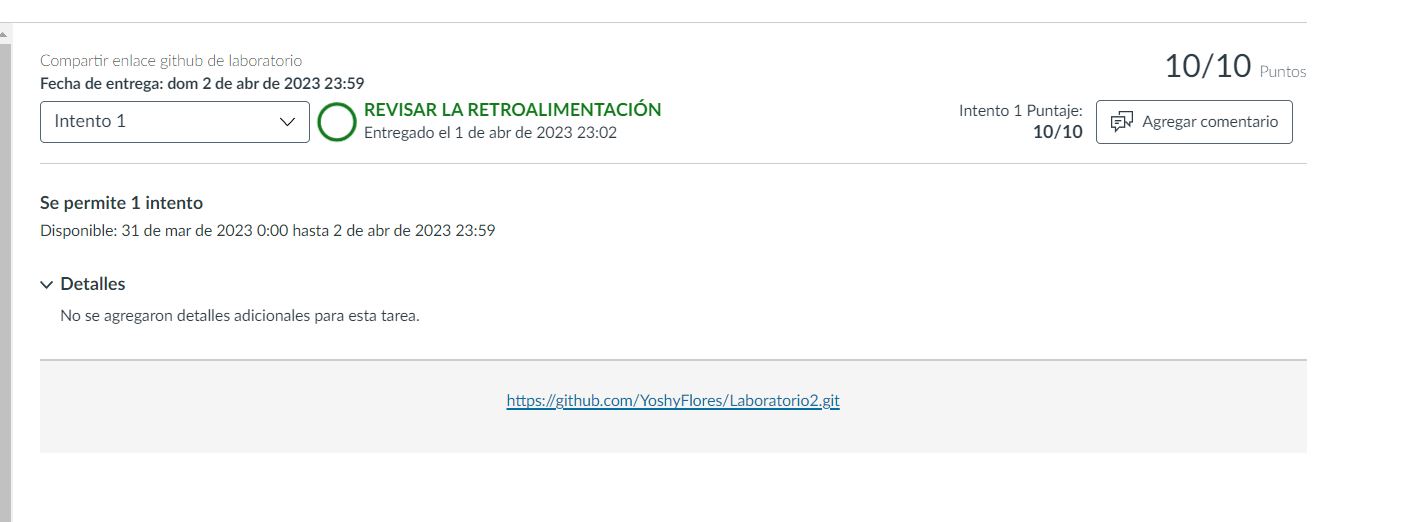 Compartir enlace github de laboratorio
10/10 Puntos
Fecha de entrega: dom 2 de abr de 2023 23:59
Intento 1
REVISAR LA RETROALIMENTACIÓN
Entregado el 1 de abr de 2023 23:02
Intento 1 Puntaje:
10/10
Agregar comentario
Se permite 1 intento
Disponible: 31 de mar de 2023 0:00 hasta 2 de abr de 2023 23:59
Detalles
No se agregaron detalles adicionales para esta tarea.
https://github.com/YoshyFlores/Laboratorio2.git